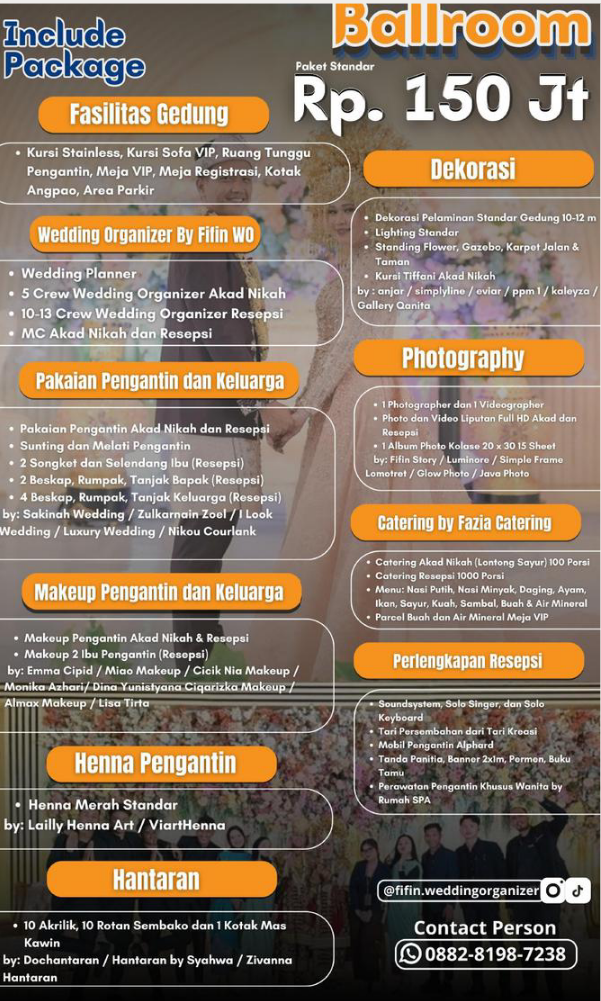 Include
Package
Ballroom
Paket Standar
Rp. 150 Jt
Fasilitas Gedung
• Kursi Stainless, Kursi Sofa VIP, Ruang Tunggu
Pengantin, Meja VIP, Meja Registrasi, Kotak
Angpao, Area Parkir
Wedding Organizer By Fifin WO
• Wedding Planner
• 5 Crew Wedding Organizer Akad Nikah
• 10-13 Crew Wedding Organizer Resepsi
• MC Akad Nikah dan Resepsi
Pakaian Pengantin dan Keluarga
• Pakaian Pengantin Akad Nikah dan Resepsi
• Sunting dan Melati Pengantin
• 2 Songket dan Selendang Ibu (Resepsi)
• 2 Beskap, Rumpak, Tanjak Bapak (Resepsi)
• 4 Beskap, Rumpak, Tanjak Keluarga (Resepsi)
by: Sakinah Wedding / Zulkarnain Zoel / I Look
Wedding / Luxury Wedding / Nikou Courlank
Makeup Pengantin dan Keluarga
• Makeup Pengantin Akad Nikah & Resepsi
• Makeup 2 Ibu Pengantin (Resepsi)
by: Emma Cipid / Miao Makeup / Cicik Nia Makeup /
Monika Azhari/ Dina Yunistyana Ciqarizka Makeup /
Almax Makeup / Lisa Tirta
Henna Pengantin
• Henna Merah Standar
by: Lailly Henna Art / ViartHenna
Hantaran
• 10 Akrilik, 10 Rotan Sembako dan 1 Kotak Mas
Kawin
by: Dochantaran / Hantaran by Syahwa / Zivanna
Hantaran
Dekorasi
• Dekorasi Pelaminan Standar Gedung 10-12 m
• Lighting Standar
• Standing Flower, Gazebo, Karpet Jalan &
Taman
• Kursi Tiffani Akad Nikah
by : anjar / simplyline / eviar / ppm 1 / kaleyza /
Gallery Qanita
Photography
• 1 Photographer dan 1 Videographer
• Photo dan Video Liputan Full HD Akad dan
Resepsi
• 1 Album Photo Kolase 20 x 30 15 Sheet
by: Fifin Story / Luminore / Simple Frame
Lomotret / Glow Photo / Java Photo
Catering by Fazia Catering
• Catering Akad Nikah (Lontong Sayur) 100 Porsi
• Catering Resepsi 1000 Porsi
• Menu: Nasi Putih, Nasi Minyak, Daging, Ayam,
Ikan, Sayur, Kuah, Sambal, Buah & Air Mineral
• Parcel Buah dan Air Mineral Meja VIP
Perlengkapan Resepsi
• Soundsystem, Solo Singer, dan Solo
Keyboard
• Tari Persembahan dari Tari Kreasi
• Mobil Pengantin Alphard
• Tanda Panitia, Banner 2x1m, Permen, Buku
Tamu
• Perawatan Pengantin Khusus Wanita by
Rumah SPA
@fifin.weddingorganizer
Contact Person
0882-8198-7238